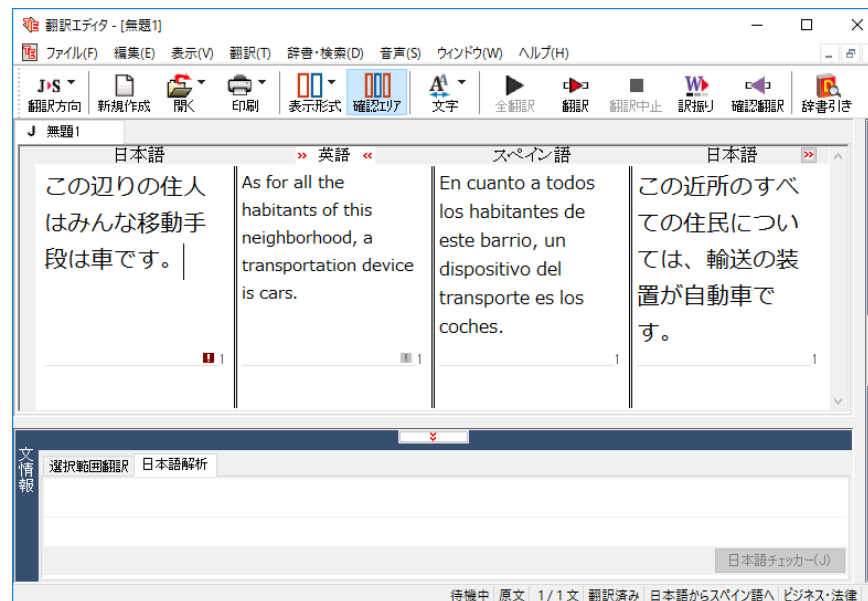 翻訳エディタ - [無題1]
ファイル(F) 編集(E) 表示(V) 翻訳(T) 辞書・検索(D) 音声(S) ウィンドウ(W) ヘルプ(H)
J S
翻訳方向 新規作成 開く 印刷 表示形式 確認エリア 文字 全翻訳 翻訳 翻訳中止 訳振り 確認翻訳 辞書引き
J 無題1
日本語 » 英語 « スペイン語 日本語 »
この辺りの住人
はみんな移動手
段は車です。
1
As for all the
habitants of this
neighborhood, a
transportation device
is cars.
1
En cuanto a todos
los habitantes de
este barrio, un
dispositivo del
transporte es los
coches.
1
この近所のすべ
ての住民につい
ては、輸送の装
置が自動車で
す。
1
文情報
選択範囲翻訳 日本語解析
日本語チェッカー(J)
待機中 原文 1/1文 翻訳済み 日本語からスペイン語へ ビジネス・法律